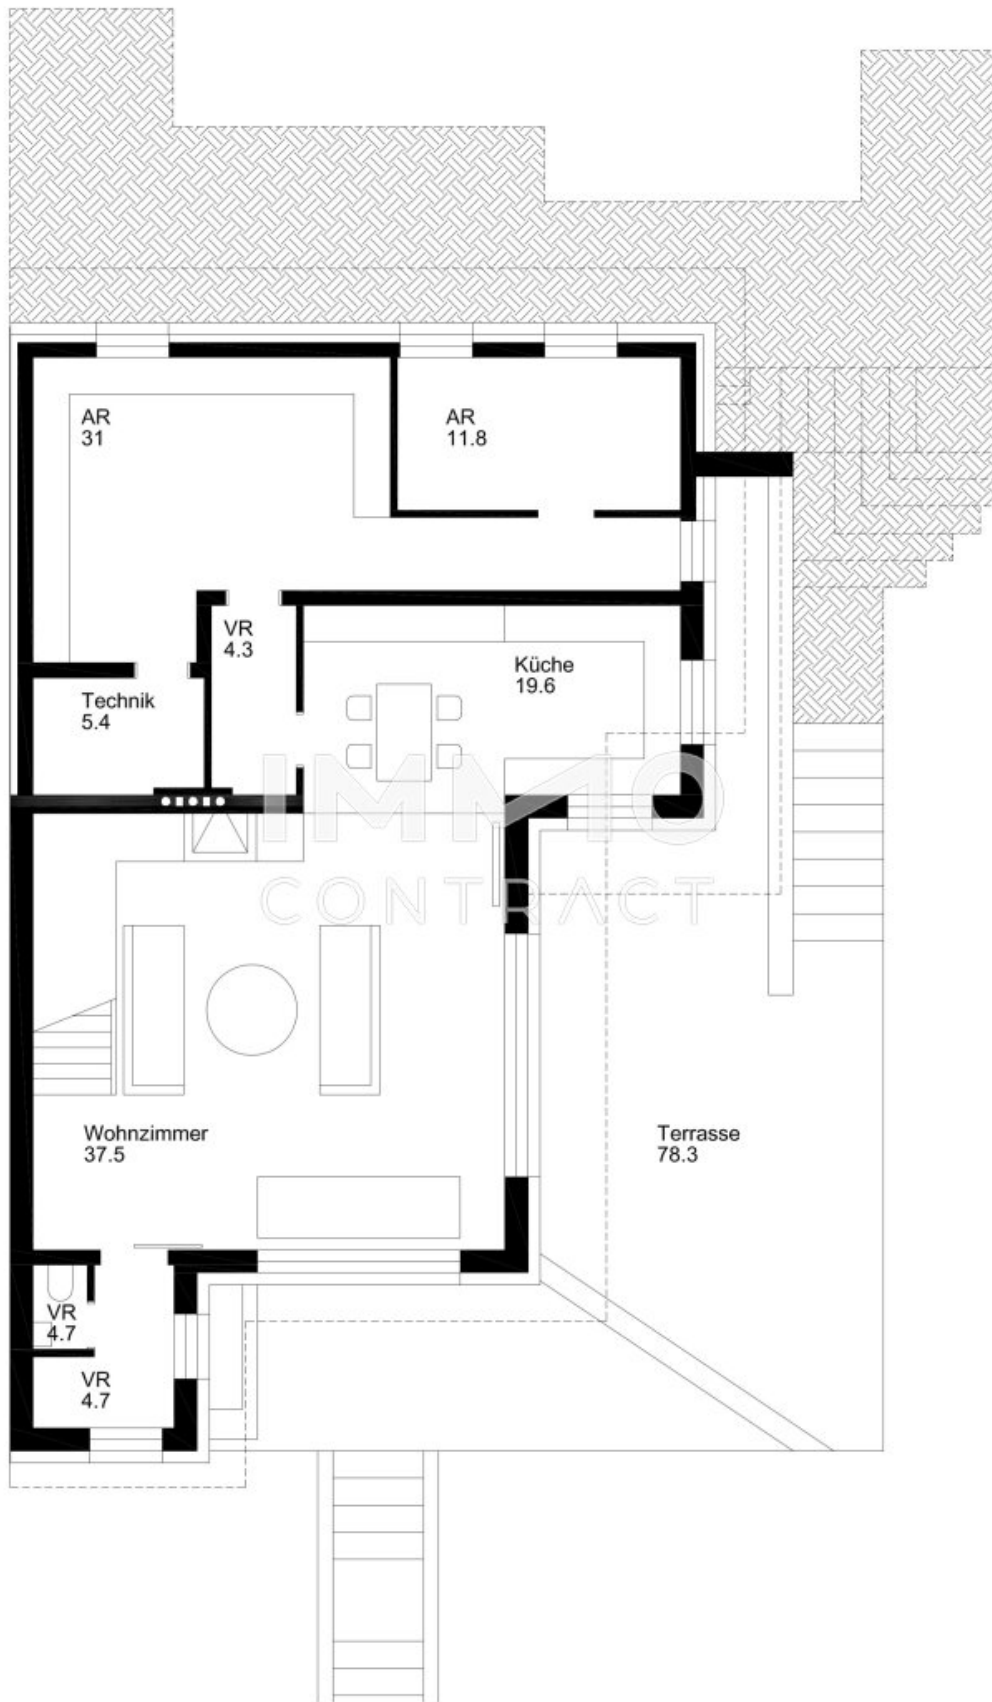 AR
31
AR
11.8
VR
4.3
Küche
19.6
Technik
5.4
IMMO
CONTRACT
Wohnzimmer
37.5
Terrasse
78.3
VR
4.7
VR
4.7